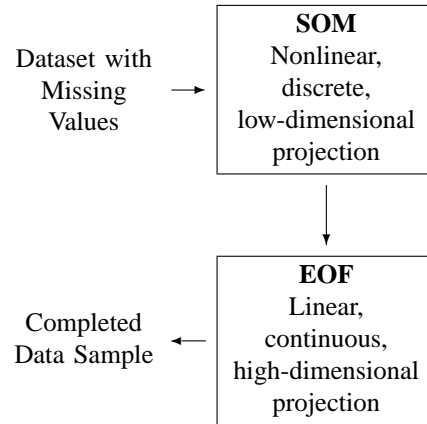 Dataset with
Missing
Values
SOM
Nonlinear,
discrete,
low-dimensional
projection
EOF
Linear,
continuous,
high-dimensional
projection
Completed
Data Sample